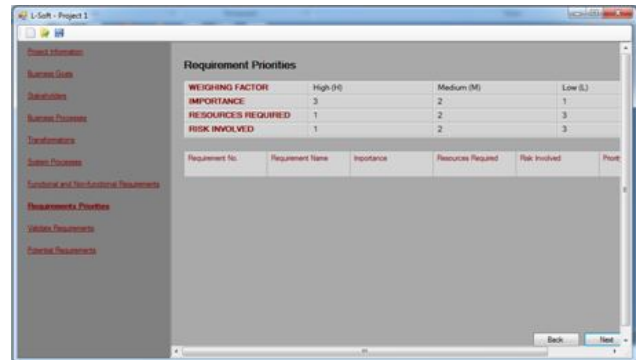 L-Soft - Project 1
Project Information
Business Goals
Stakeholders
Business Processes
Transformations
System Processes
Functional and Non-functional Requirements
Requirements Priorities
Validate Requirements
Potential Requirements
Requirement Priorities
WEIGHING FACTOR High (H) Medium (M) Low (L)
IMPORTANCE 3 2 1
RESOURCES REQUIRED 1 2 3
RISK INVOLVED 1 2 3
Requirement No. Requirement Name Importance Resources Required Risk Involved Priority
Back Next